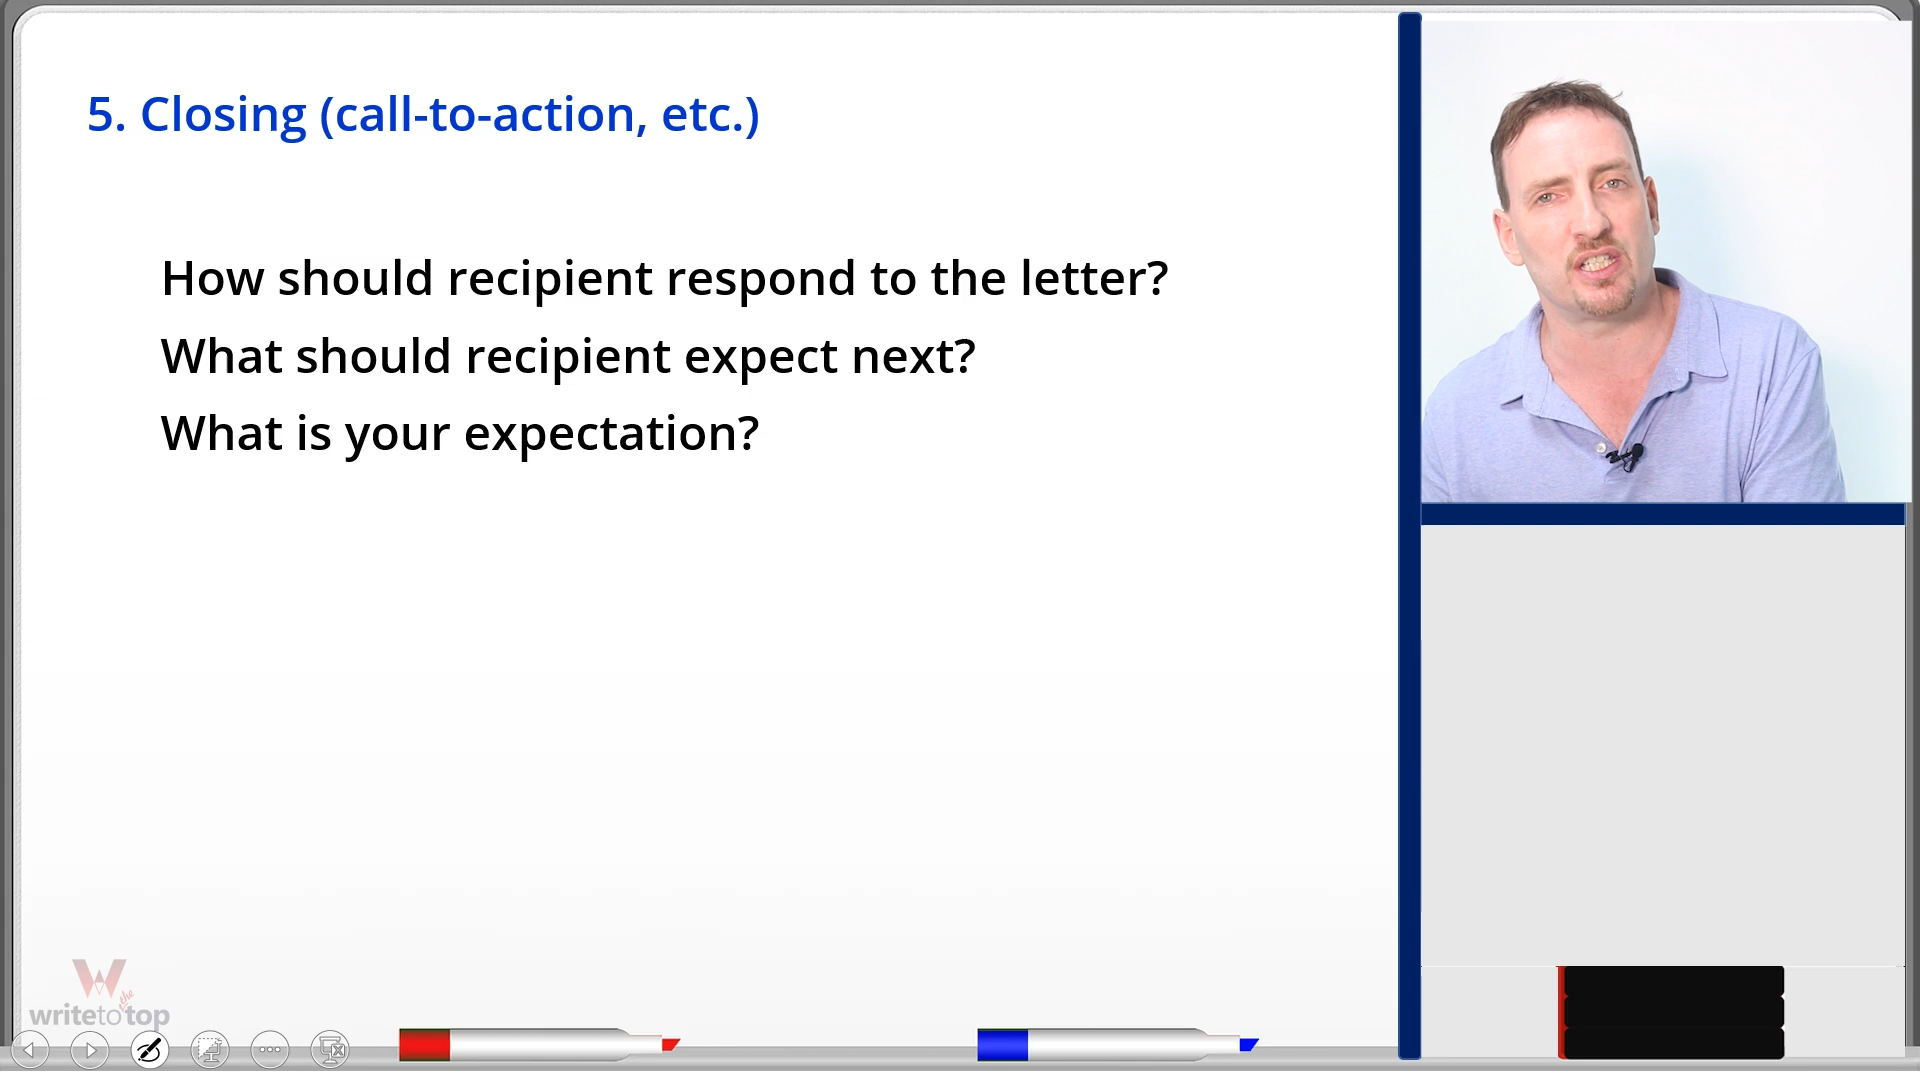 5. Closing (call-to-action, etc.)
How should recipient respond to the letter?
What should recipient expect next?
What is your expectation?
W
writetothetop